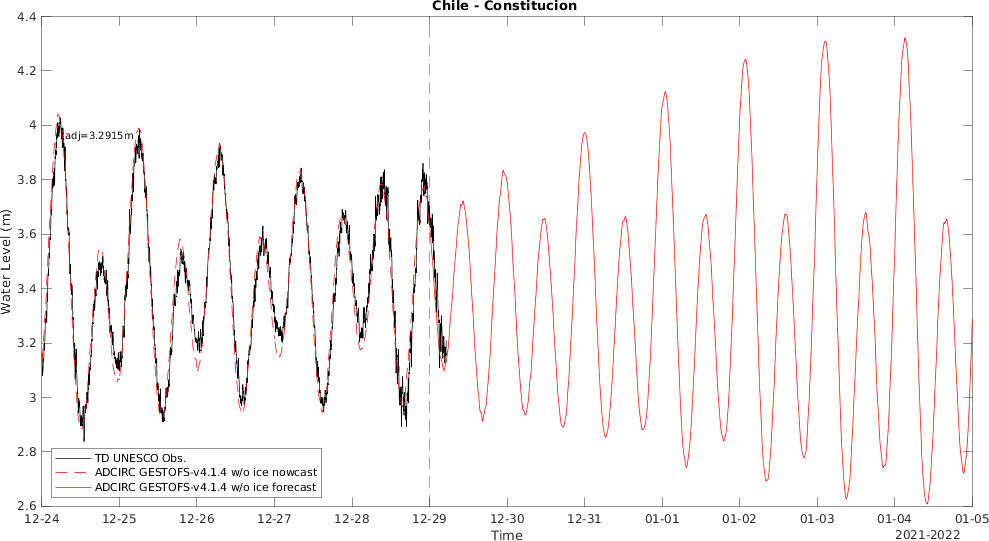 Chile - Constitucion
4.4
4.2
4
3.8
3.6
3.4
3.2
3
2.8
2.6
Water Level (m)
adj=3.2915m
TD UNESCO Obs.
ADCIRC GESTOFS-v4.1.4 w/o ice nowcast
ADCIRC GESTOFS-v4.1.4 w/o ice forecast
12-24 12-25 12-26 12-27 12-28 12-29 12-30 12-31 01-01 01-02 01-03 01-04 01-05
Time
2021-2022